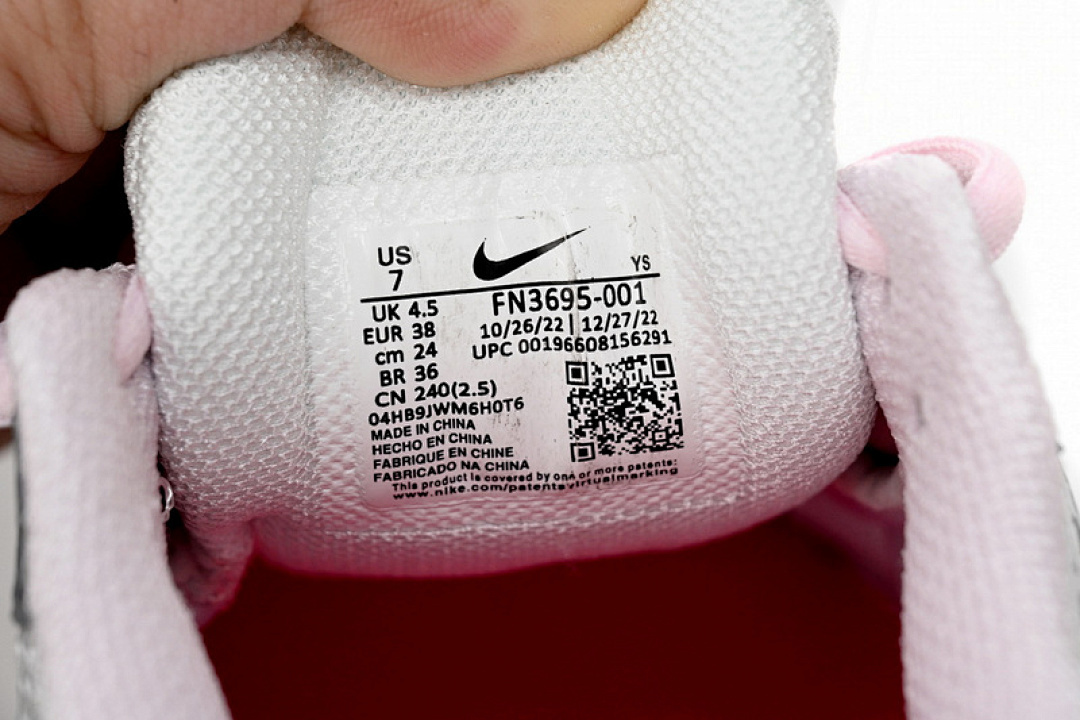 US
7
YS
UK 4.5
EUR 38
cm 24
BR 36
CN 240(2.5)
FN3695-001
10/26/22 | 12/27/22
UPC 00196608156291
04HB9JWM6H0T6
MADE IN CHINA
HECHO EN CHINA
FABRIQUE EN CHINE
FABRICADO NA CHINA
This product is covered by one or more patents:
www.nike.com/patentsvirtualmarking